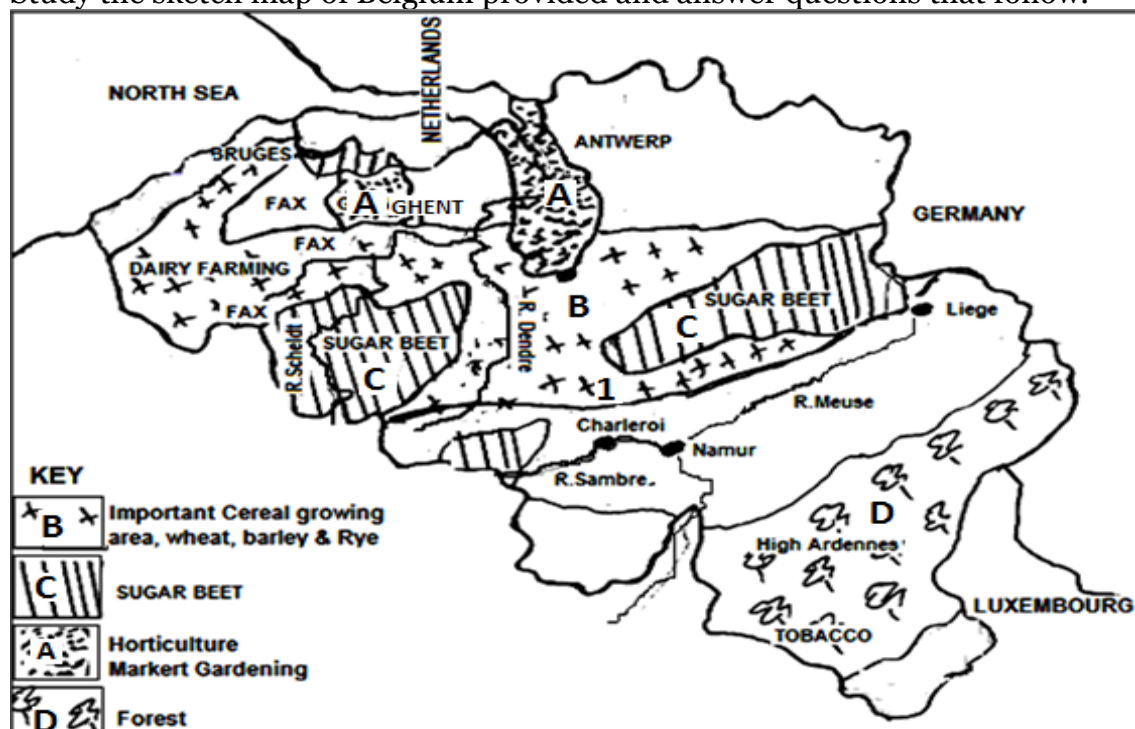 Study the sketch map of Belgium provided and answer questions that follow.
NORTH SEA
NETHERLANDS
ANTWERP
BRUGES
FAX
A
GHENT
A
GERMANY
FAX
DAIRY FARMING
FAX
B
SUGAR BEET
Liege
R. Dendre
C
R.Scheldt
SUGAR BEET
C
1
R.Meuse
Charleroi
Namur
R.Sambre
D
High Ardennes
LUXEMBOURG
TOBACCO
KEY
B
Important Cereal growing
area, wheat, barley & Rye
C
SUGAR BEET
A
Horticulture
Markert Gardening
D
Forest